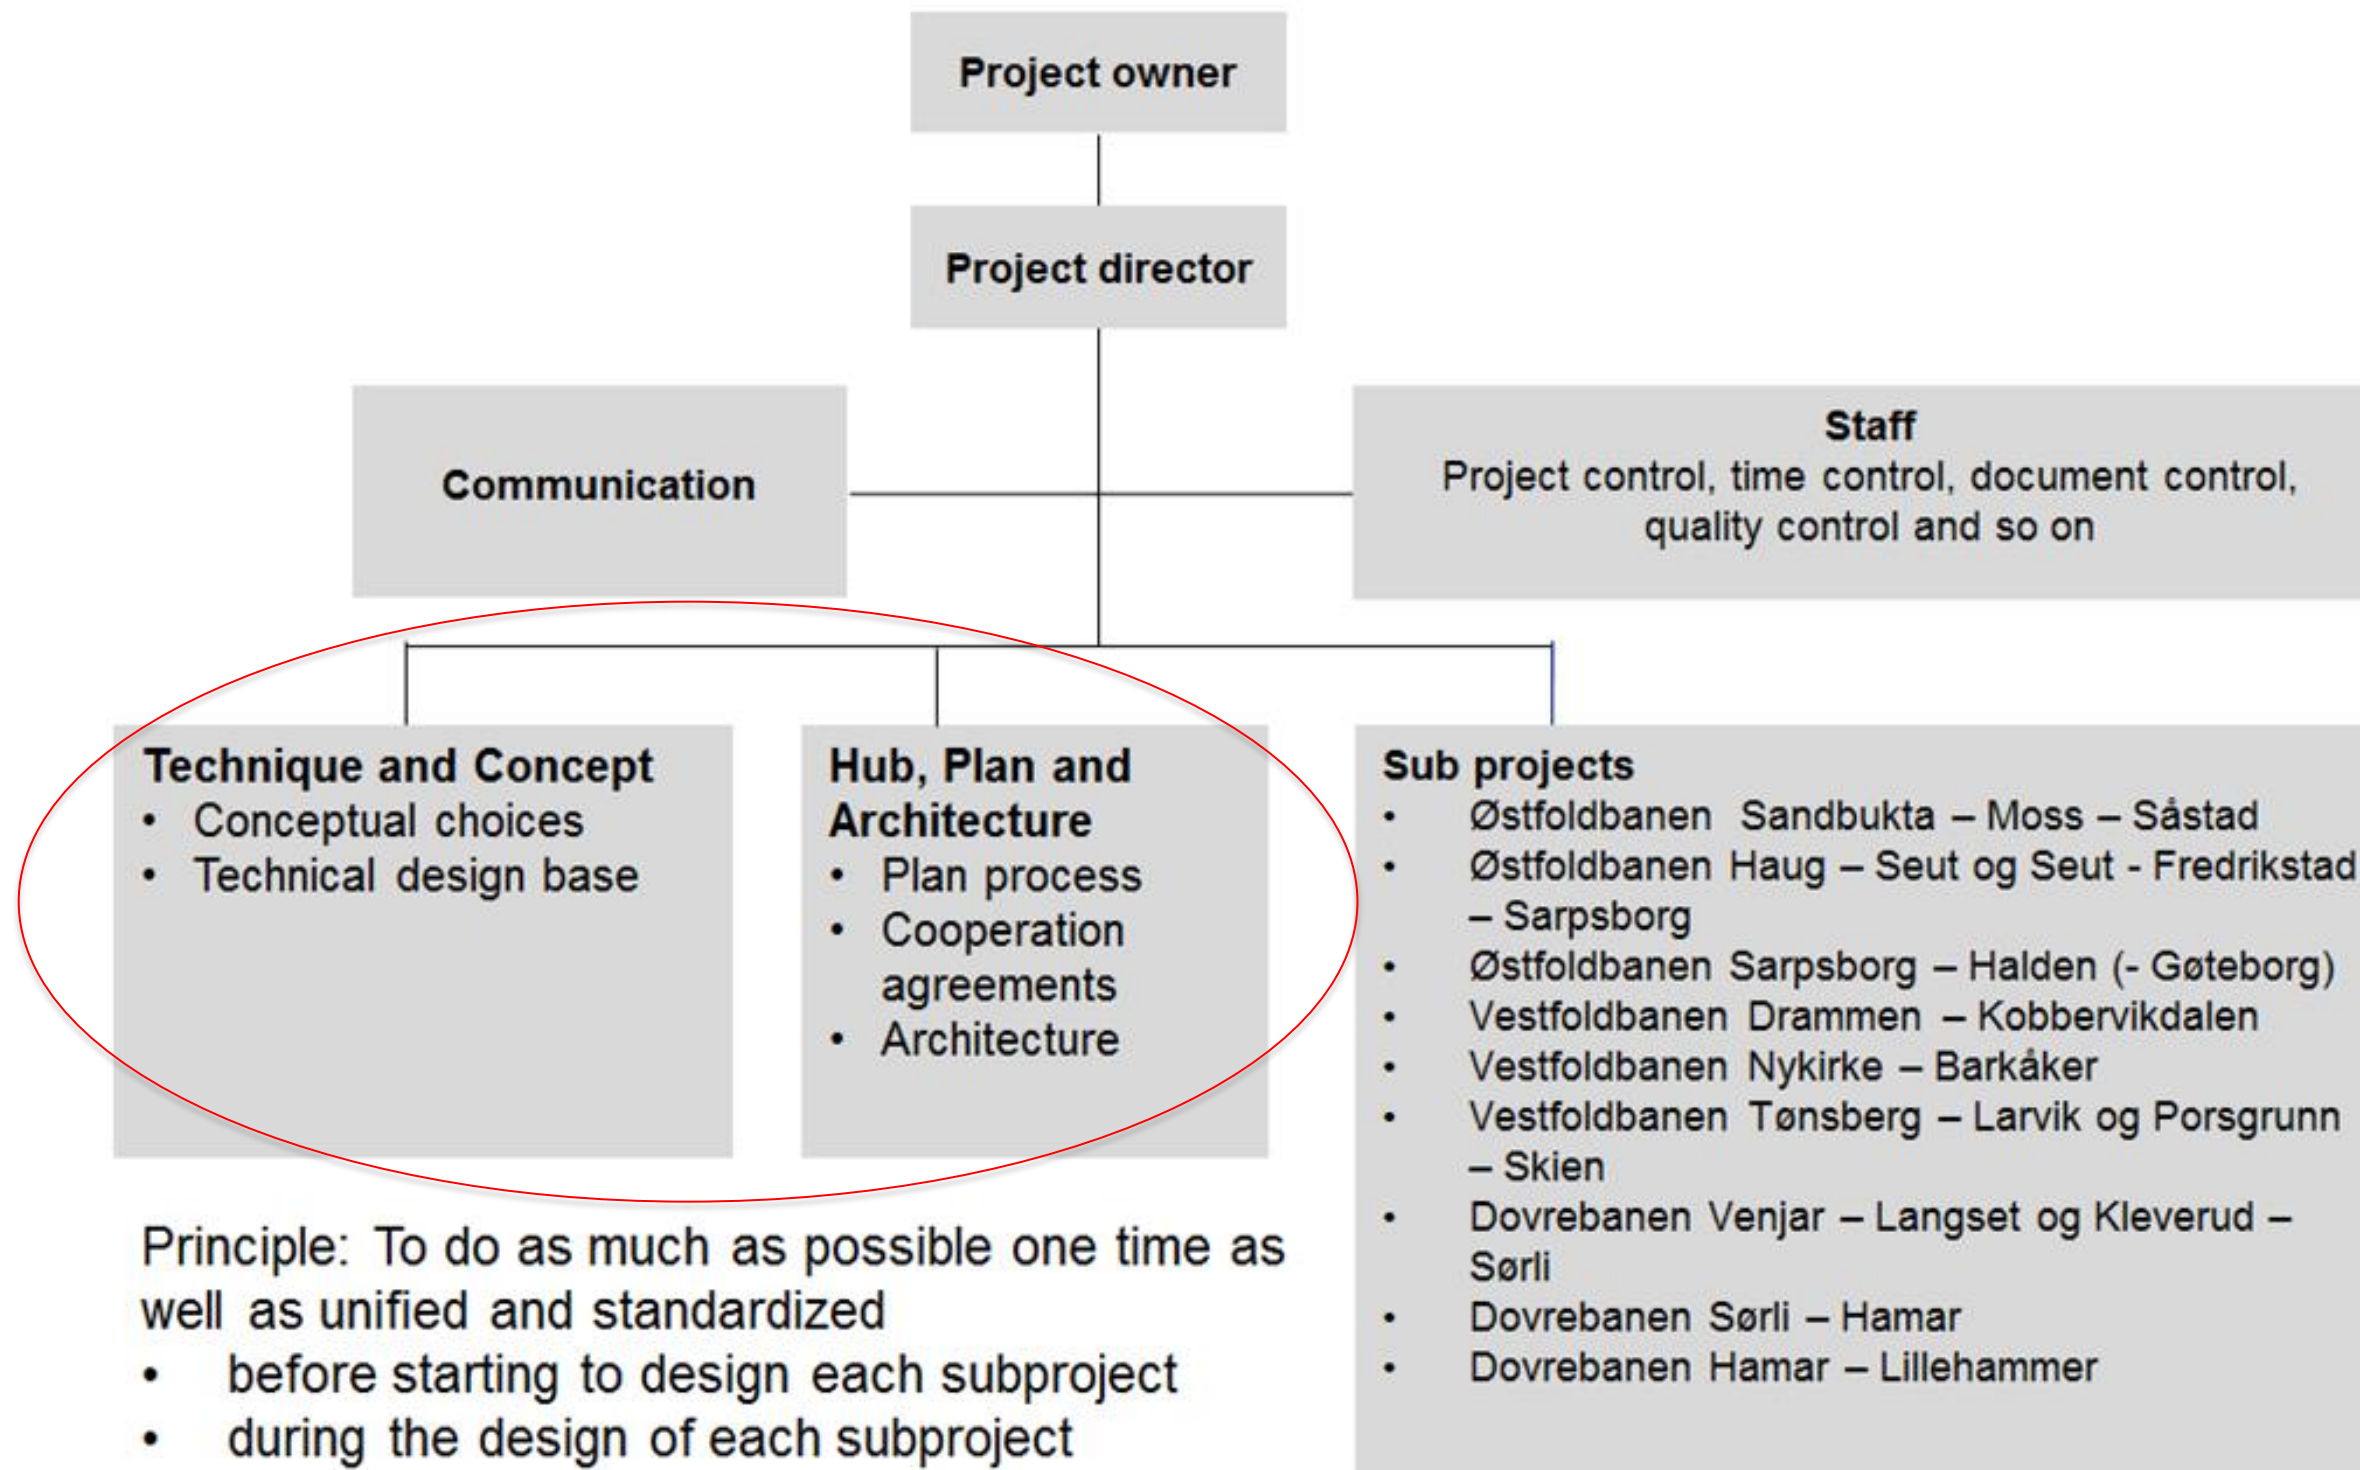 Project owner
Project director
Communication
Staff
Project control, time control, document control,
quality control and so on
Technique and Concept
• Conceptual choices
• Technical design base
Hub, Plan and
Architecture
• Plan process
• Cooperation
agreements
• Architecture
Sub projects
• Østfoldbanen Sandbukta – Moss – Såstad
• Østfoldbanen Haug – Seut og Seut - Fredrikstad
– Sarpsborg
• Østfoldbanen Sarpsborg – Halden (- Gøteborg)
• Vestfoldbanen Drammen – Kobbervikdalen
• Vestfoldbanen Nykirke – Barkåker
• Vestfoldbanen Tønsberg – Larvik og Porsgrunn
– Skien
• Dovrebanen Venjar – Langset og Kleverud –
Sørli
• Dovrebanen Sørli – Hamar
• Dovrebanen Hamar – Lillehammer
Principle: To do as much as possible one time as
well as unified and standardized
• before starting to design each subproject
• during the design of each subproject